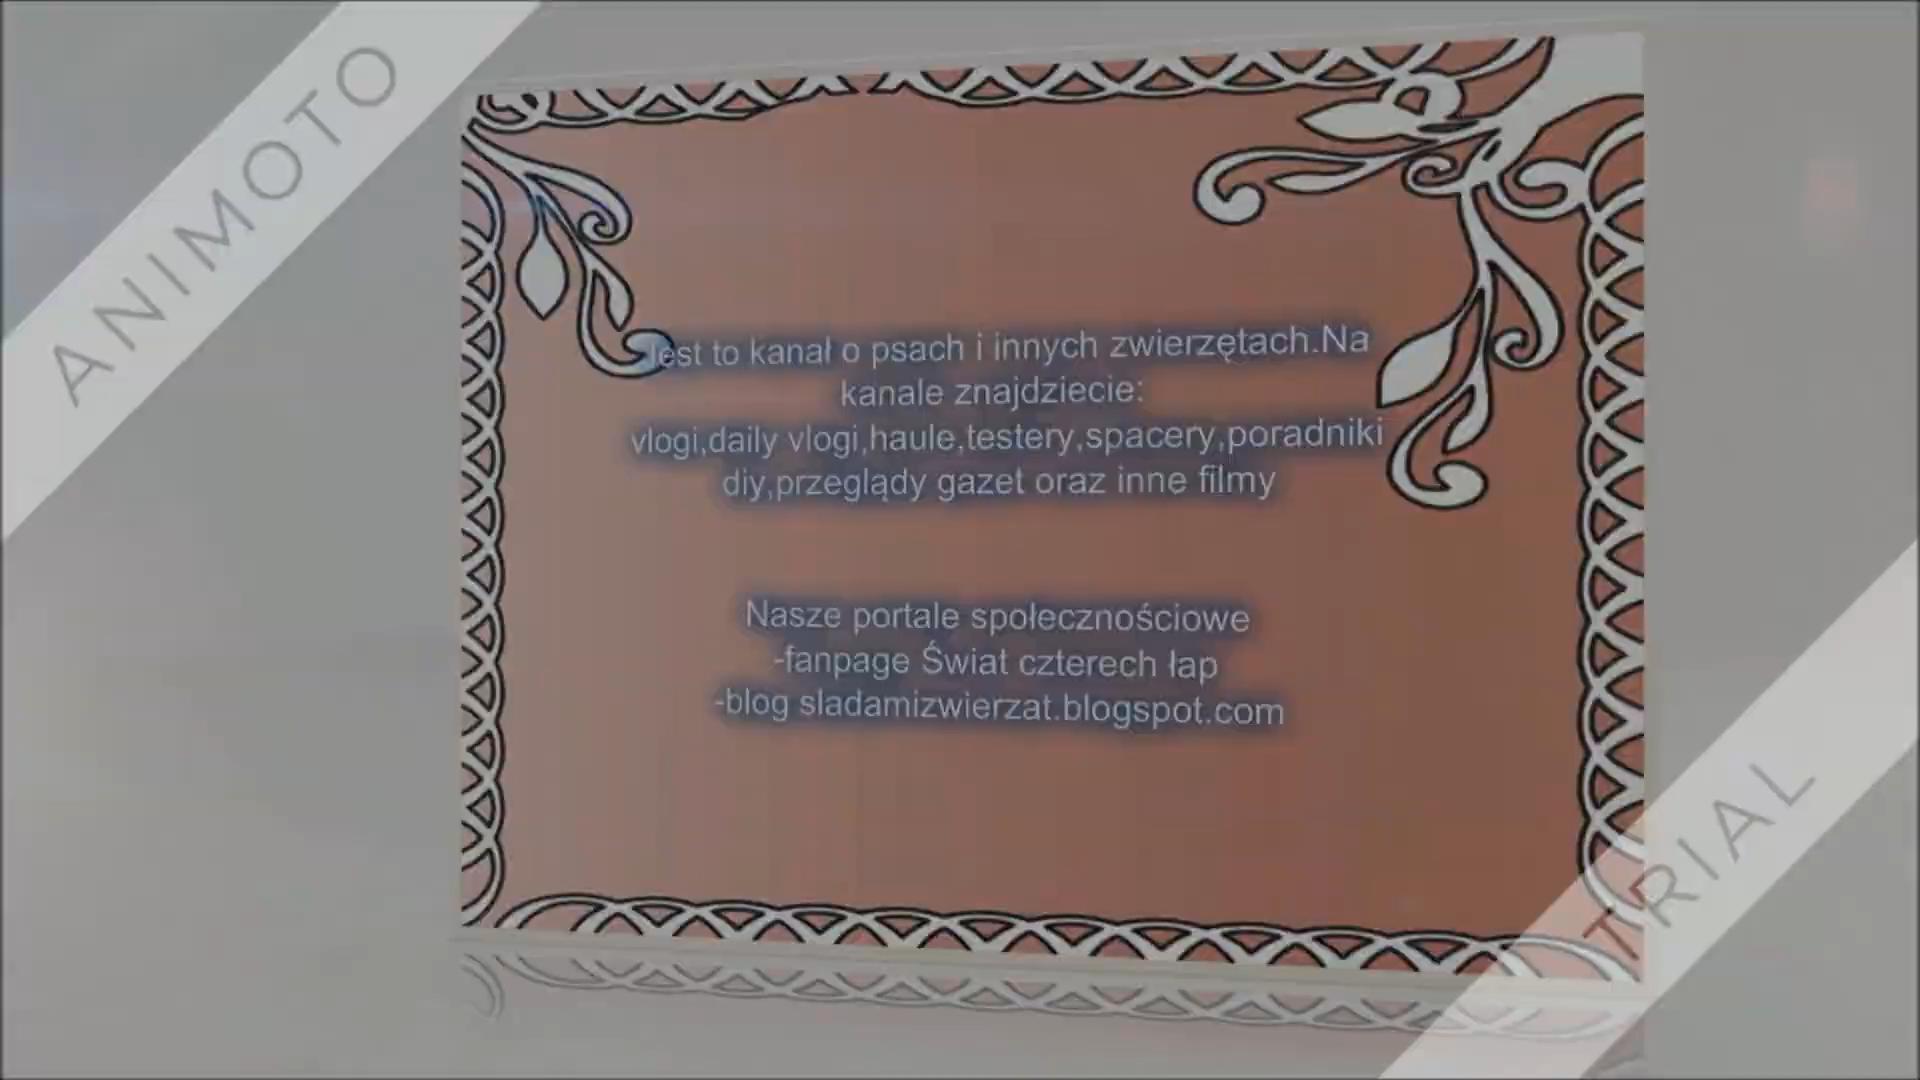 ANIMOTO
Jest to kanał o psach i innych zwierzętach.Na
kanale znajdziecie:
vlogi,daily vlogi,haule,testery,spacery,poradniki
diy,przeglądy gazet oraz inne filmy
Nasze portale społecznościowe
-fanpage Świat czterech łap
-blog sladamizwierzat.blogspot.com
TRIAL